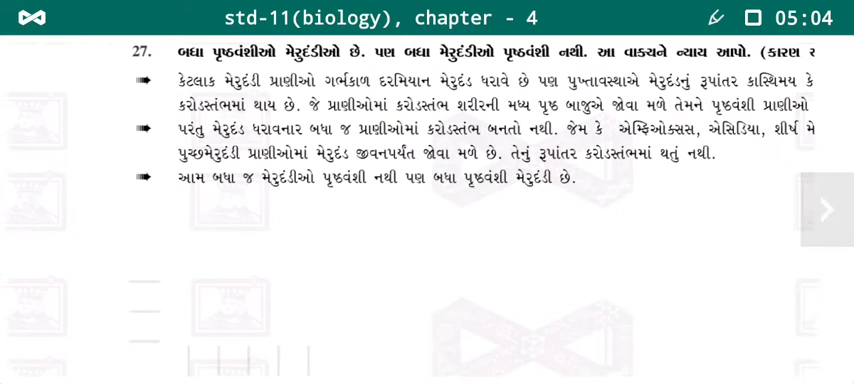 std-11(biology), chapter - 4
05:04
27. બધા પૃષ્ઠવંશીઓ મેરુદંડીઓ છે. પણ બધા મેરુદંડીઓ પૃષ્ઠવંશી નથી. આ વાક્યને ન્યાય આપો. (કારણ
➠ કેટલાક મેરુદંડી પ્રાણીઓ ગર્ભકાળ દરમિયાન મેરુદંડ ધરાવે છે પણ પુખ્તાવસ્થાએ મેરુદંડનું રૂપાંતર કાસ્થિમય કે
કરોડસ્તંભમાં થાય છે. જે પ્રાણીઓમાં કરોડસ્તંભ શરીરની મધ્ય પૃષ્ઠ બાજુએ જોવા મળે તેમને પૃષ્ઠવંશી પ્રાણીઓ
➠ પરંતુ મેરુદંડ ધરાવનાર બધા જ પ્રાણીઓમાં કરોડસ્તંભ બનતો નથી. જેમ કે એમ્ફિઓક્સસ, એસિડિયા, શીર્ષ મે
પુચ્છમેરુદંડી પ્રાણીઓમાં મેરુદંડ જીવનપર્યંત જોવા મળે છે. તેનું રૂપાંતર કરોડસ્તંભમાં થતું નથી.
➠ આમ બધા જ મેરુદંડીઓ પૃષ્ઠવંશી નથી પણ બધા પૃષ્ઠવંશી મેરુદંડી છે.